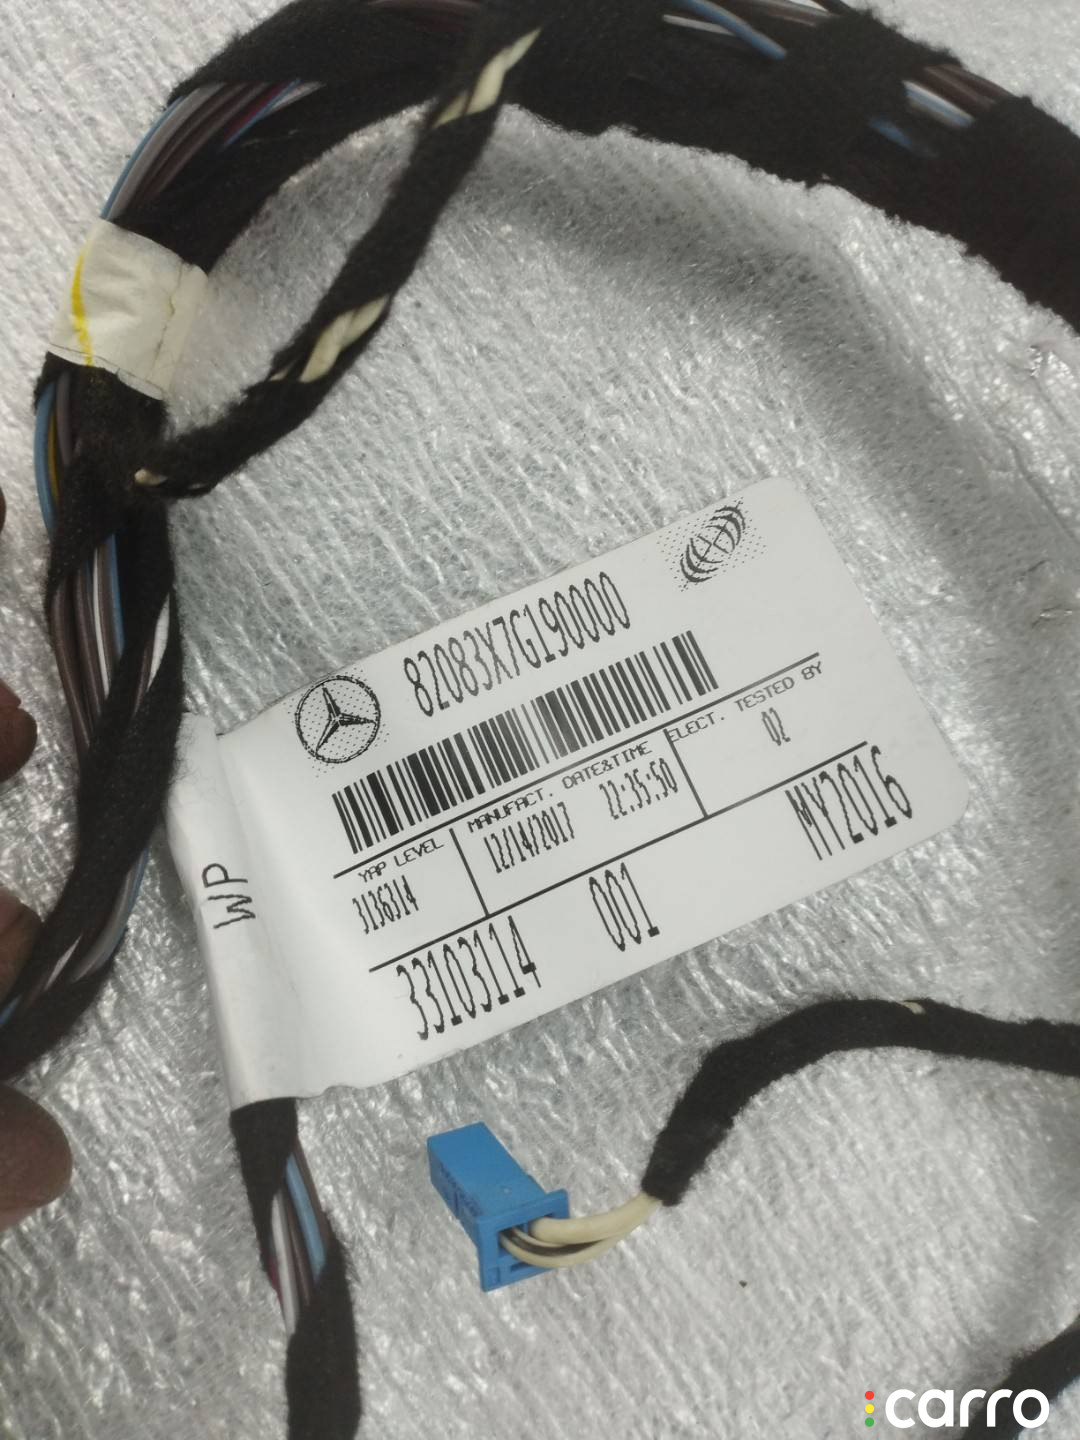 82083X7G190000
YAP LEVEL
3136314
MANUFACT. DATE&TIME
12/14/2017 22:35:50
ELECT. TESTED BY
02
33103114 001 MY2016
WP
carro